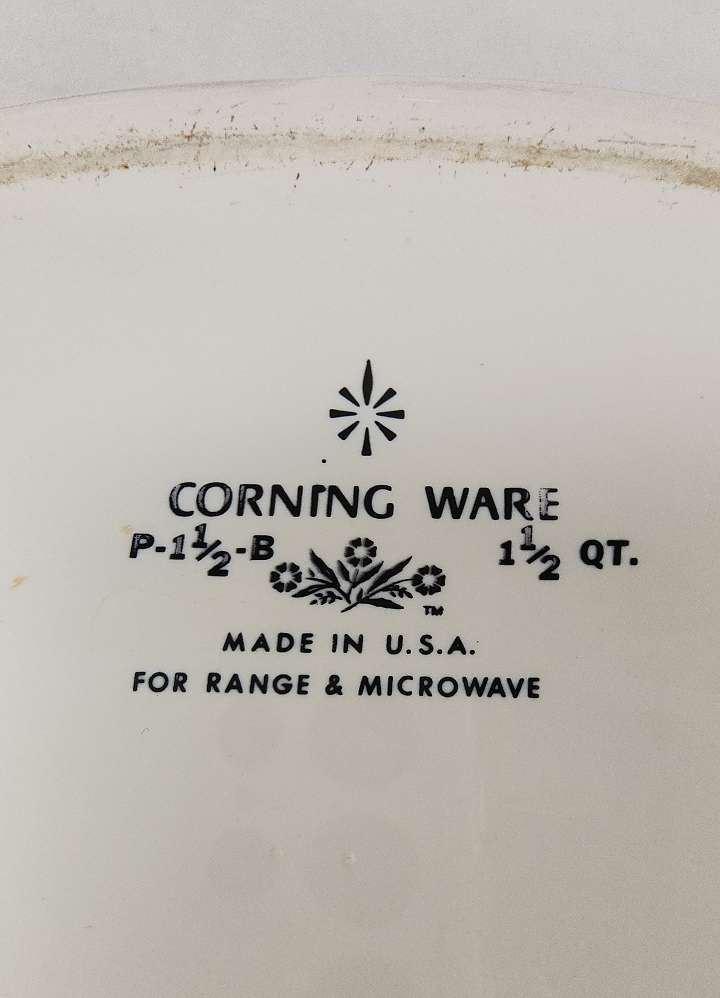 CORNING WARE
P-1½-B 1½ QT.
TM
MADE IN U.S.A.
FOR RANGE & MICROWAVE